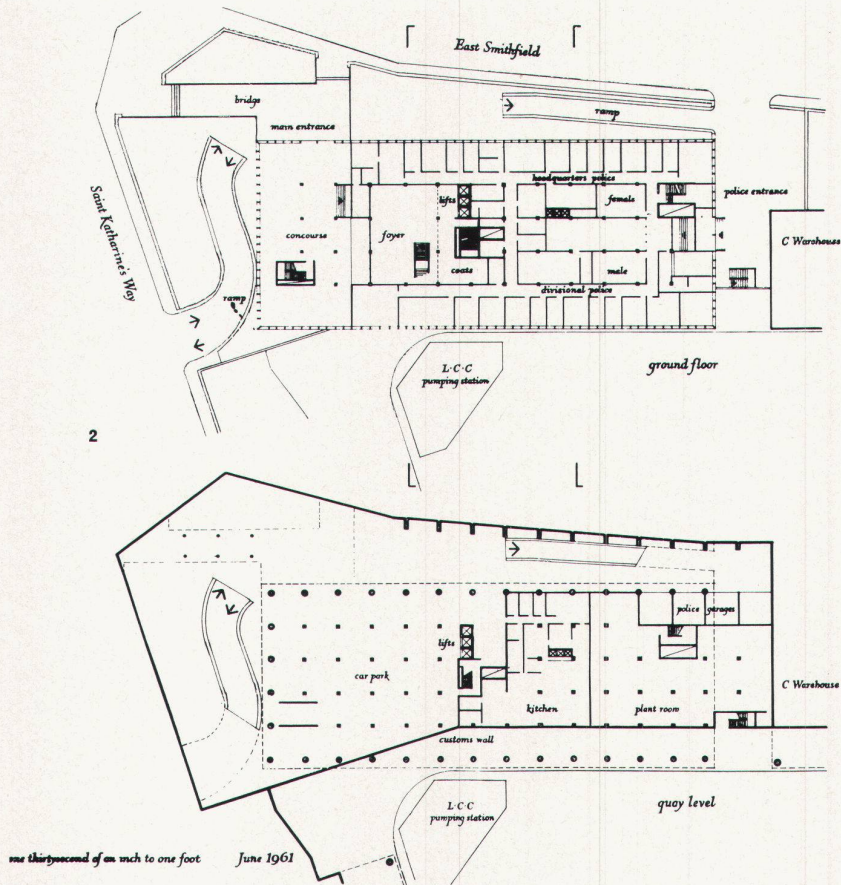 East Smithfield
bridge
ramp
main entrance
headquarters police
police entrance
Saint Katharine's Way
lifts
female
concourse
foyer
C Warehouse
coats
male
ramp
divisional police
ground floor
L·C·C
pumping station
2
police garages
lifts
car park
C Warehouse
kitchen
plant room
customs wall
quay level
L·C·C
pumping station
one thirtysecond of an inch to one foot
June 1961